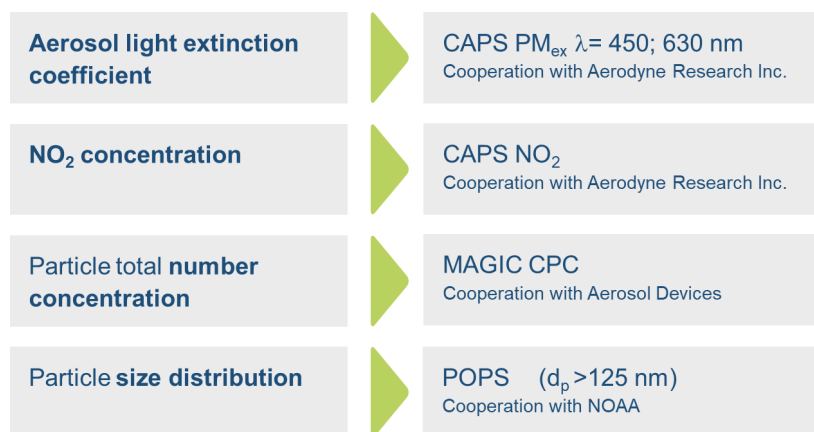 Aerosol light extinction
coefficient
CAPS PMex λ= 450; 630 nm
Cooperation with Aerodyne Research Inc.
NO2 concentration
CAPS NO2
Cooperation with Aerodyne Research Inc.
Particle total number
concentration
MAGIC CPC
Cooperation with Aerosol Devices
Particle size distribution
POPS (dp >125 nm)
Cooperation with NOAA